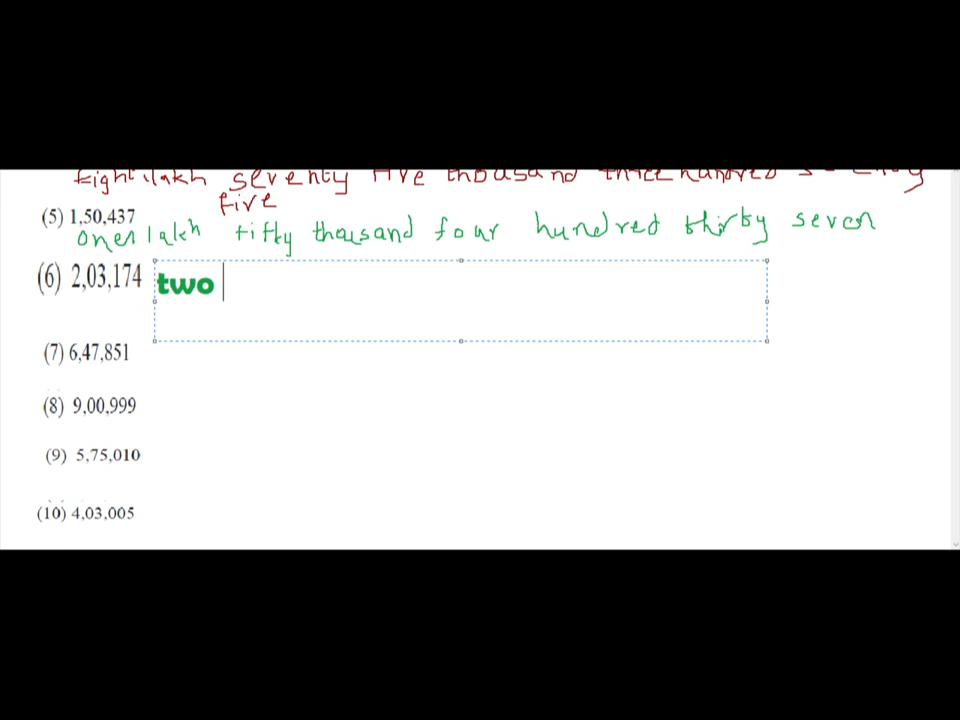 Eight lakh seventy five thousand three hundred
five
(5) 1,50,437
one lakh fifty thousand four hundred thirty seven
(6) 2,03,174 two
(7) 6,47,851
(8) 9,00,999
(9) 5,75,010
(10) 4,03,005